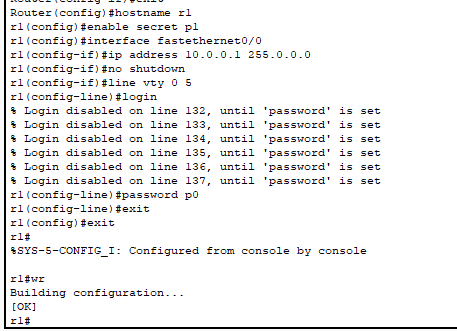 Router(config-if)#exit
Router(config)#hostname r1
r1(config)#enable secret p1
r1(config)#interface fastethernet0/0
r1(config-if)#ip address 10.0.0.1 255.0.0.0
r1(config-if)#no shutdown
r1(config-if)#line vty 0 5
r1(config-line)#login
% Login disabled on line 132, until 'password' is set
% Login disabled on line 133, until 'password' is set
% Login disabled on line 134, until 'password' is set
% Login disabled on line 135, until 'password' is set
% Login disabled on line 136, until 'password' is set
% Login disabled on line 137, until 'password' is set
r1(config-line)#password p0
r1(config-line)#exit
r1(config)#exit
r1#
%SYS-5-CONFIG_I: Configured from console by console
r1#wr
Building configuration...
[OK]
r1#